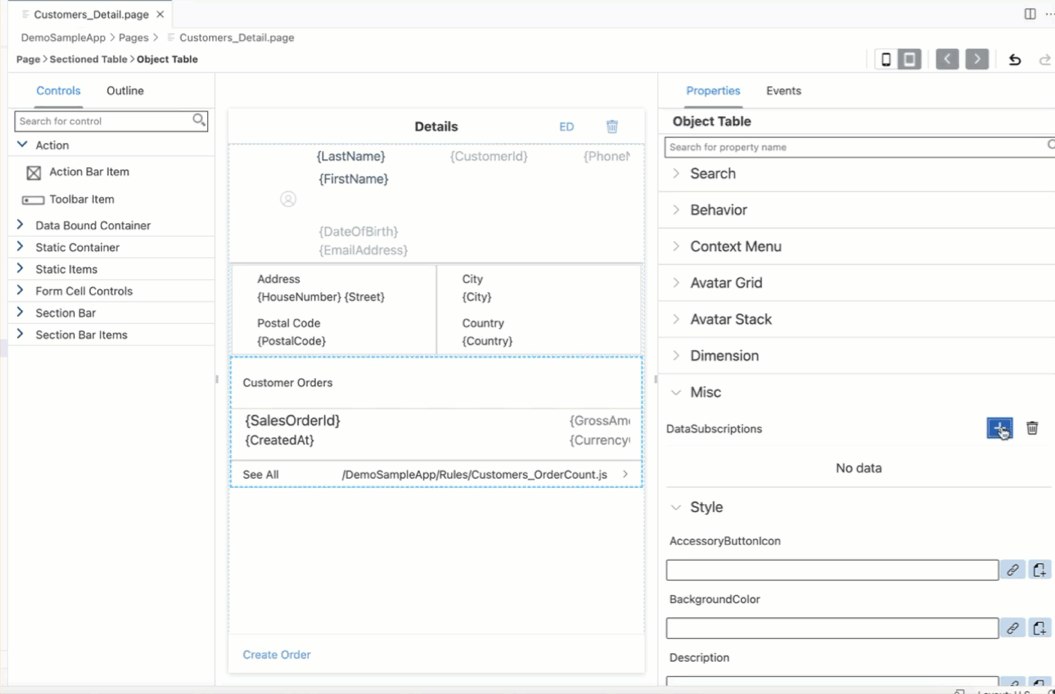 Customers_Detail.page ×
DemoSampleApp > Pages > Customers_Detail.page
Page > Sectioned Table > Object Table
Controls Outline
Search for control
Action
Action Bar Item
Toolbar Item
Data Bound Container
Static Container
Static Items
Form Cell Controls
Section Bar
Section Bar Items
Details ED
{LastName} {CustomerId} {PhoneN
{FirstName}
{DateOfBirth}
{EmailAddress}
Address City
{HouseNumber} {Street} {City}
Postal Code Country
{PostalCode} {Country}
Customer Orders
{SalesOrderId} {GrossAm
{CreatedAt} {Currency
See All /DemoSampleApp/Rules/Customers_OrderCount.js >
Create Order
Properties Events
Object Table
Search for property name
Search
Behavior
Context Menu
Avatar Grid
Avatar Stack
Dimension
Misc
DataSubscriptions
No data
Style
AccessoryButtonIcon
BackgroundColor
Description